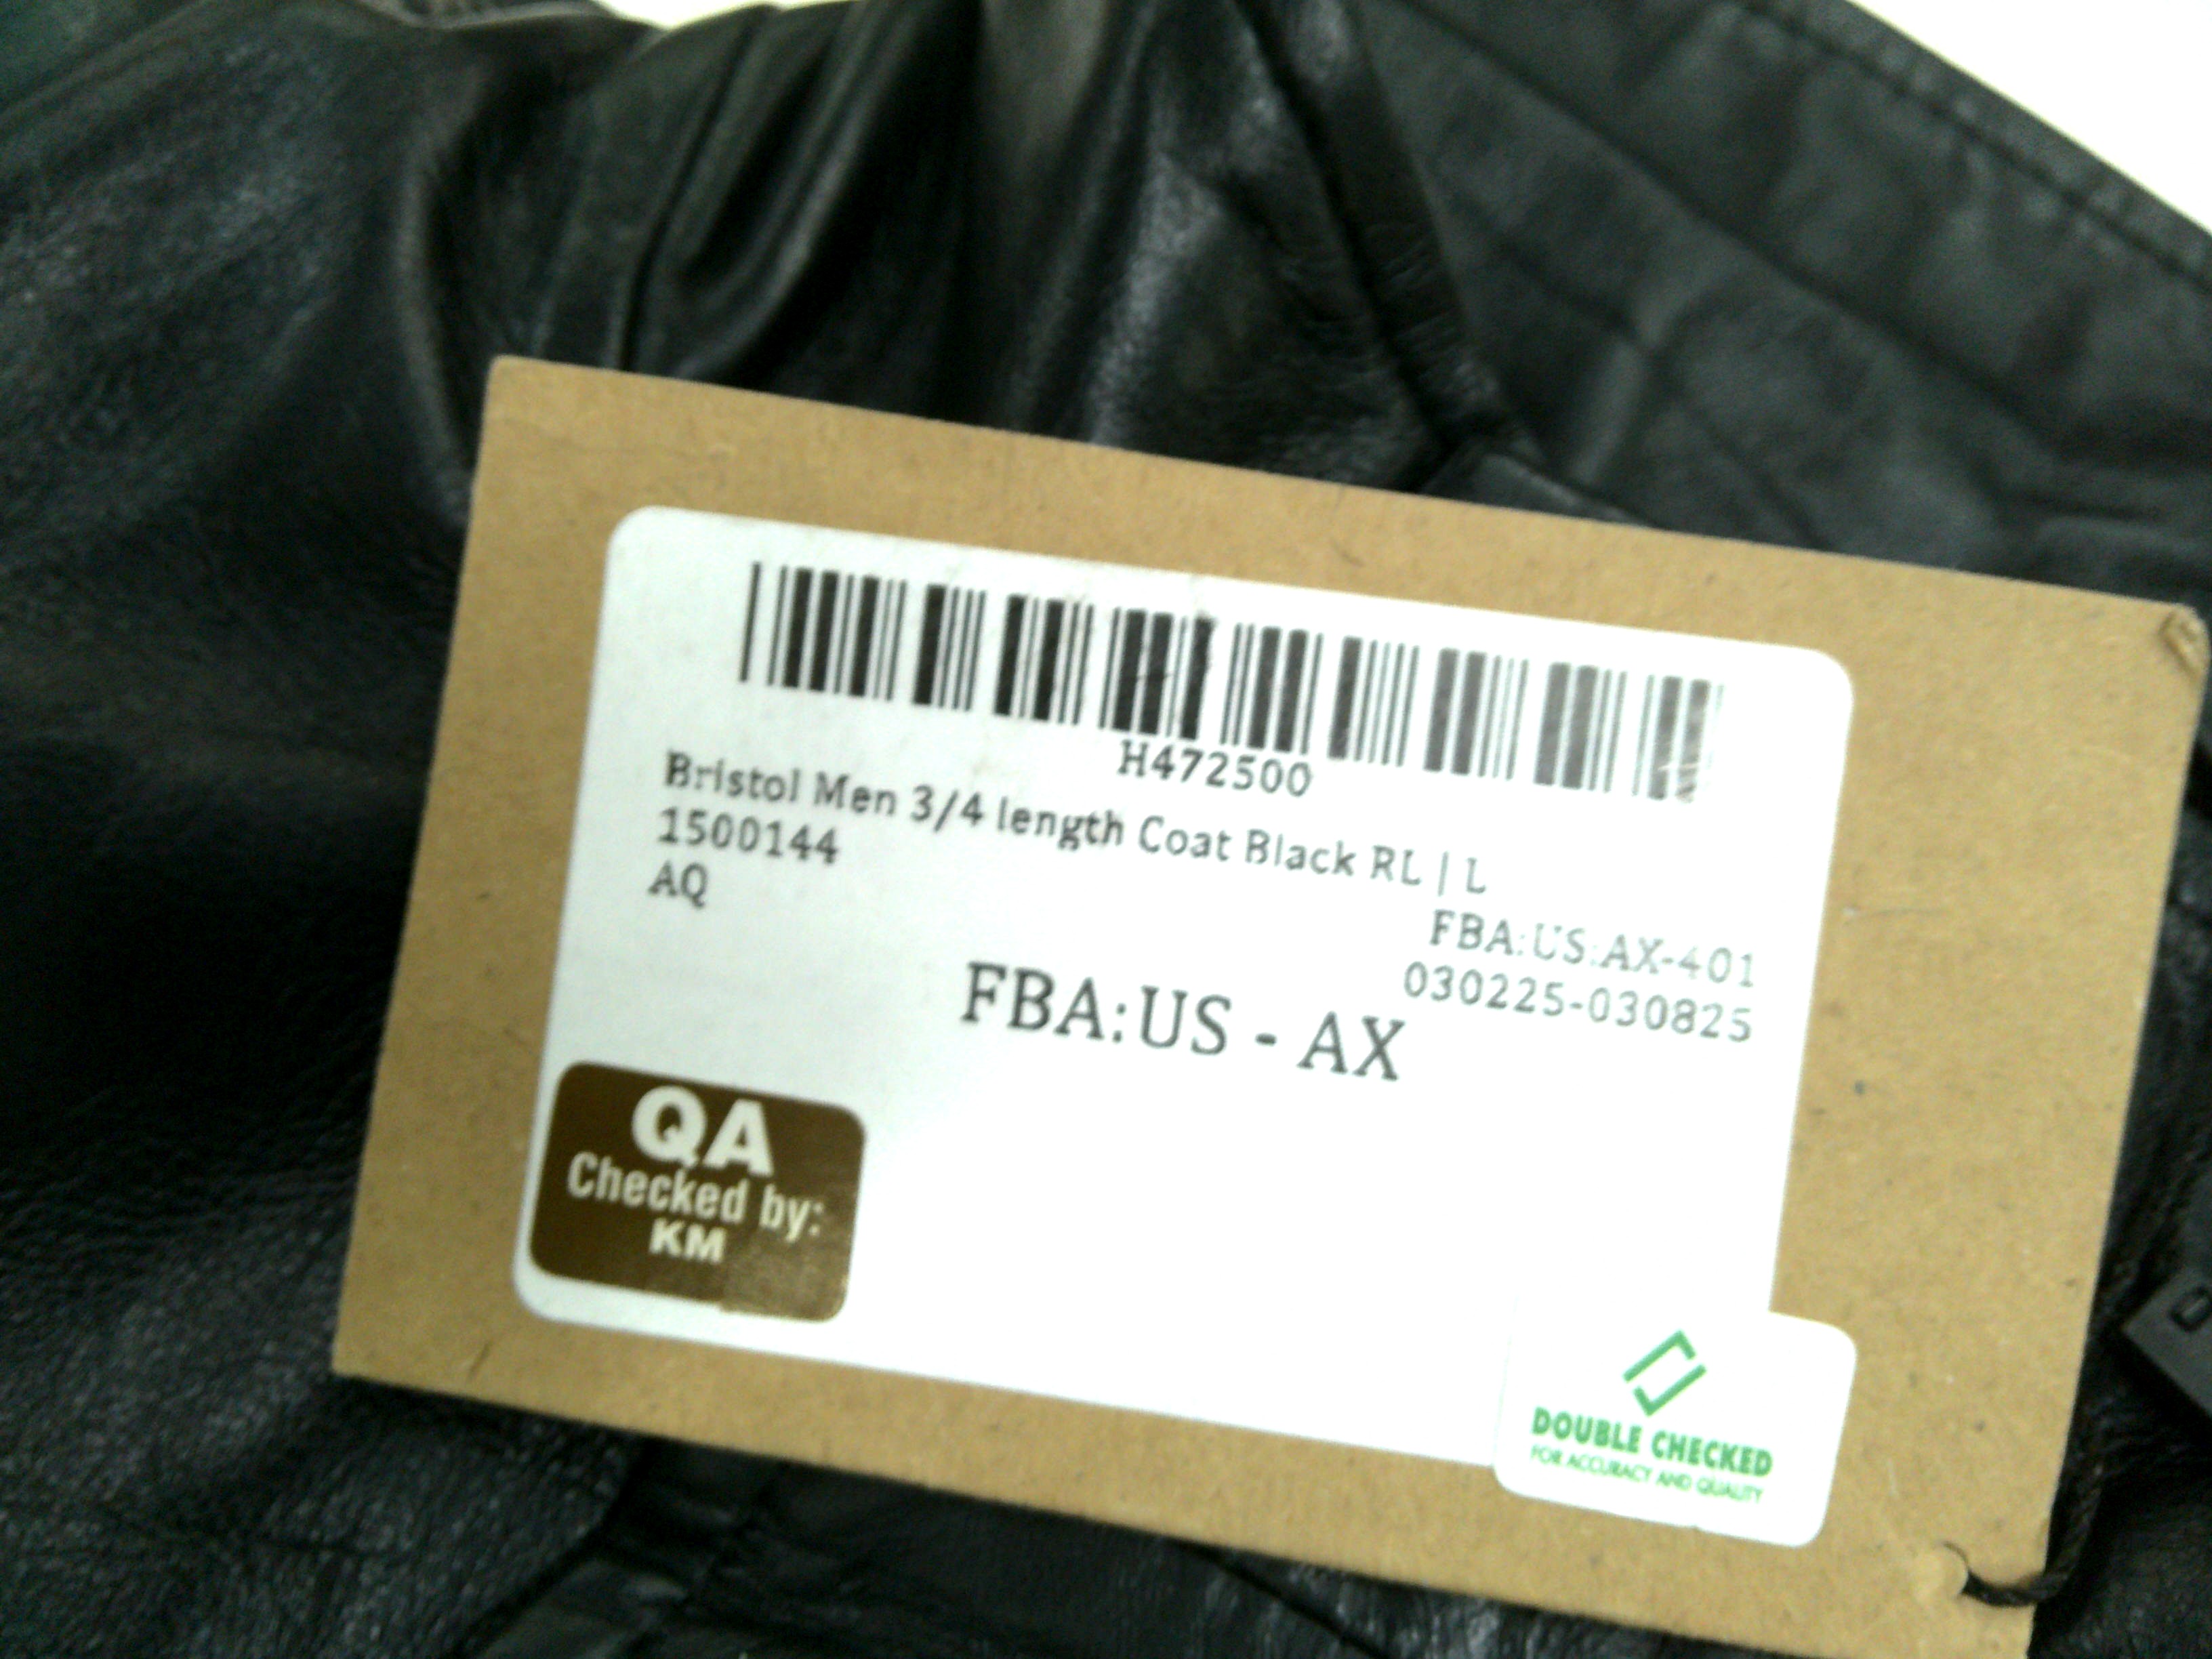 H472500
Bristol Men 3/4 length Coat Black RL | L
1500144
AQ
FBA:US:AX-401
030225-030825
FBA:US - AX
QA
Checked by:
KM
DOUBLE CHECKED
FOR ACCURACY AND QUALITY